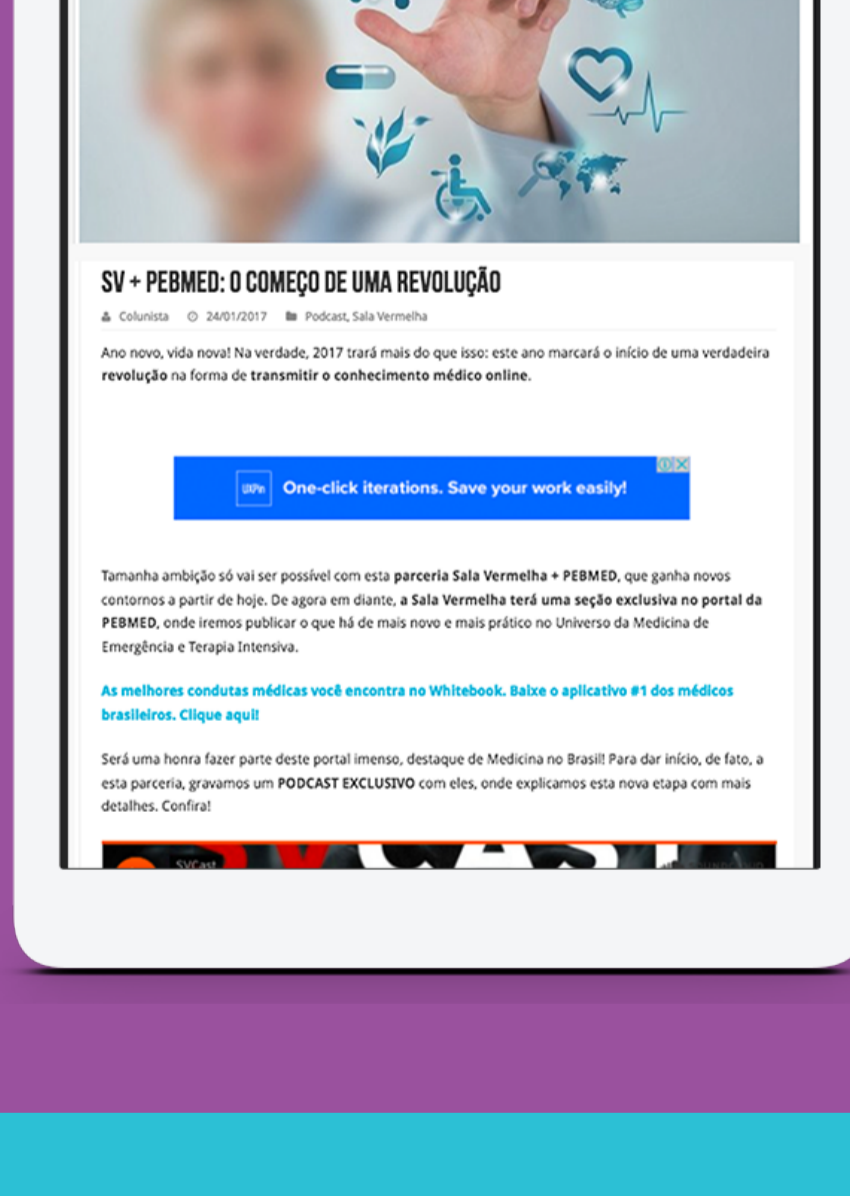 SV + PEBMED: O COMEÇO DE UMA REVOLUÇÃO
Colunista 24/01/2017 Podcast, Sala Vermelha
Ano novo, vida nova! Na verdade, 2017 trará mais do que isso: este ano marcará o início de uma verdadeira
revolução na forma de transmitir o conhecimento médico online.
UXPin One-click iterations. Save your work easily!
Tamanha ambição só vai ser possível com esta parceria Sala Vermelha + PEBMED, que ganha novos
contornos a partir de hoje. De agora em diante, a Sala Vermelha terá uma seção exclusiva no portal da
PEBMED, onde iremos publicar o que há de mais novo e mais prático no Universo da Medicina de
Emergência e Terapia Intensiva.
As melhores condutas médicas você encontra no Whitebook. Baixe o aplicativo #1 dos médicos
brasileiros. Clique aqui!
Será uma honra fazer parte deste portal imenso, destaque de Medicina no Brasil! Para dar início, de fato, a
esta parceria, gravamos um PODCAST EXCLUSIVO com eles, onde explicamos esta nova etapa com mais
detalhes. Confira!
SVCast SVCAST SOUNDCLOUD